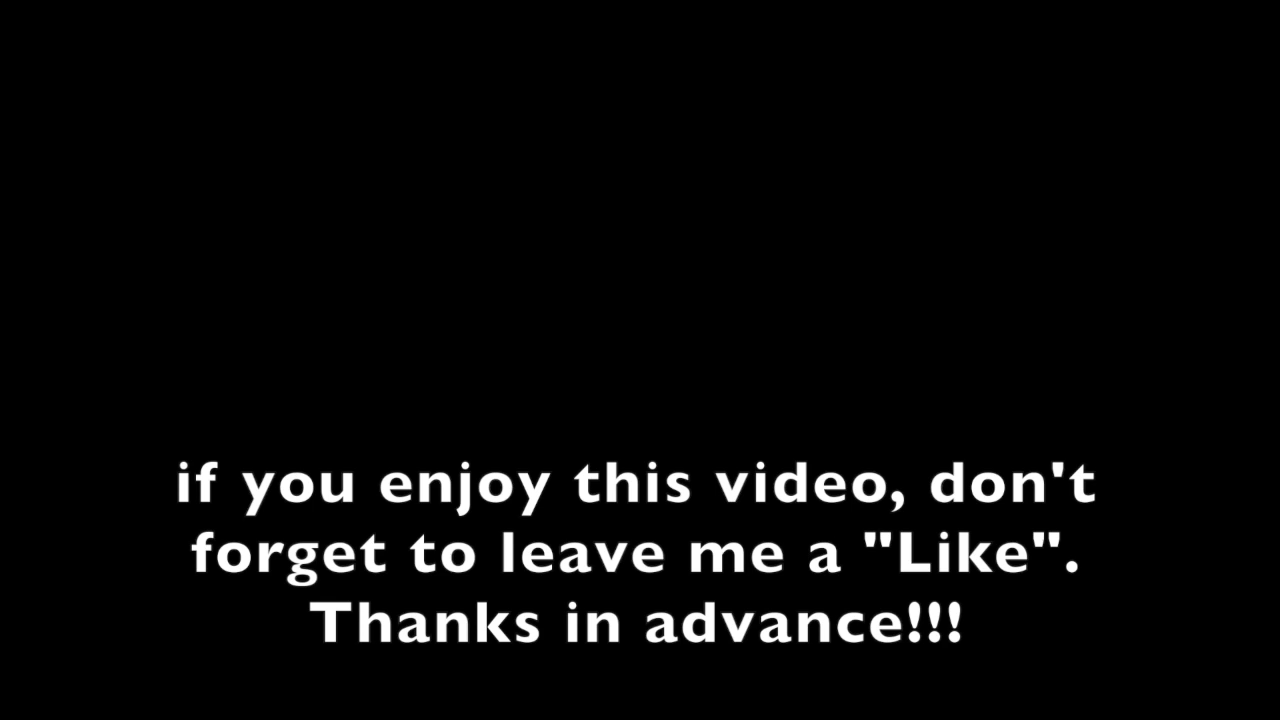 if you enjoy this video, don't
forget to leave me a "Like".
Thanks in advance!!!